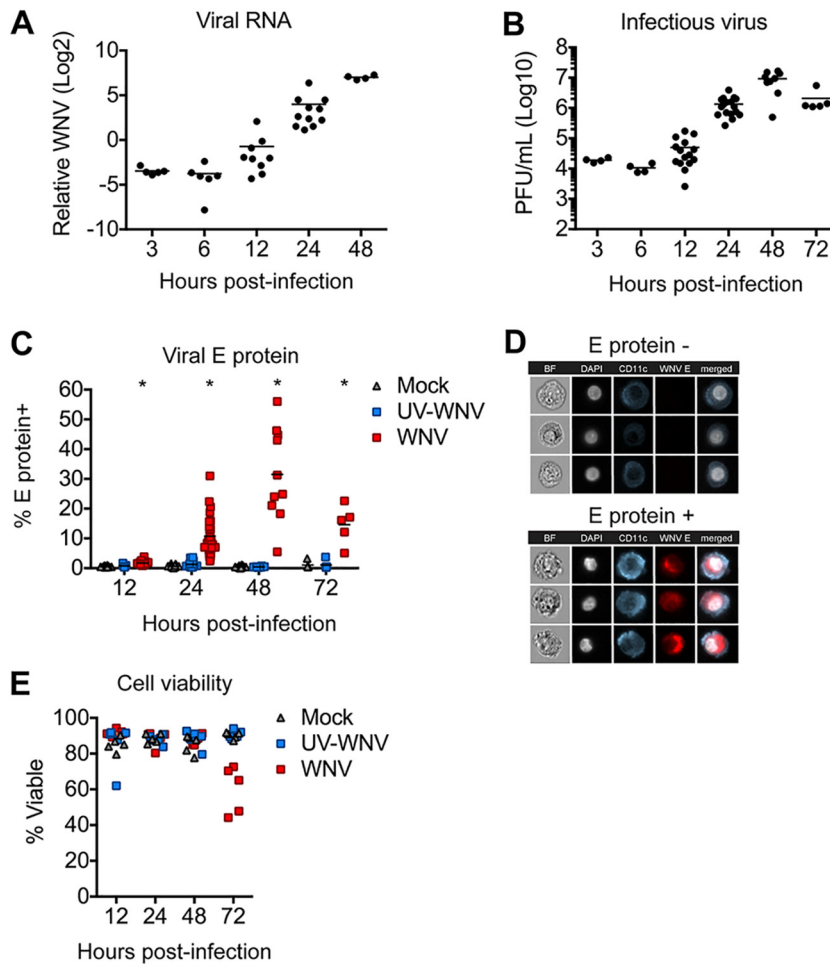 A
Viral RNA
Relative WNV (Log2)
10
5
0
-5
-10
3 6 12 24 48
Hours post-infection
B
Infectious virus
PFU/mL (Log10)
8
7
6
5
4
3
2
3 6 12 24 48 72
Hours post-infection
C
Viral E protein
% E protein+
60
50
40
30
20
10
0
* * * *
12 24 48 72
Hours post-infection
Mock
UV-WNV
WNV
D
E protein -
BF DAPI CD11c WNV E merged
E protein +
BF DAPI CD11c WNV E merged
E
Cell viability
% Viable
100
80
60
40
20
0
12 24 48 72
Hours post-infection
Mock
UV-WNV
WNV